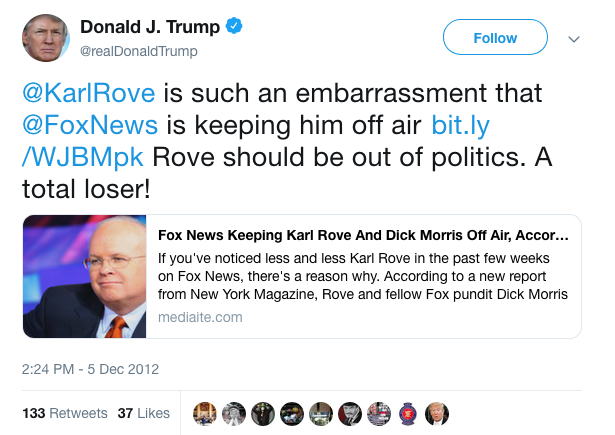 Donald J. Trump
@realDonaldTrump
Follow
@KarlRove is such an embarrassment that
@FoxNews is keeping him off air bit.ly
/WJBMpk Rove should be out of politics. A
total loser!
Fox News Keeping Karl Rove And Dick Morris Off Air, Accor...
If you've noticed less and less Karl Rove in the past few weeks
on Fox News, there's a reason why. According to a new report
from New York Magazine, Rove and fellow Fox pundit Dick Morris
mediaite.com
2:24 PM - 5 Dec 2012
133 Retweets 37 Likes